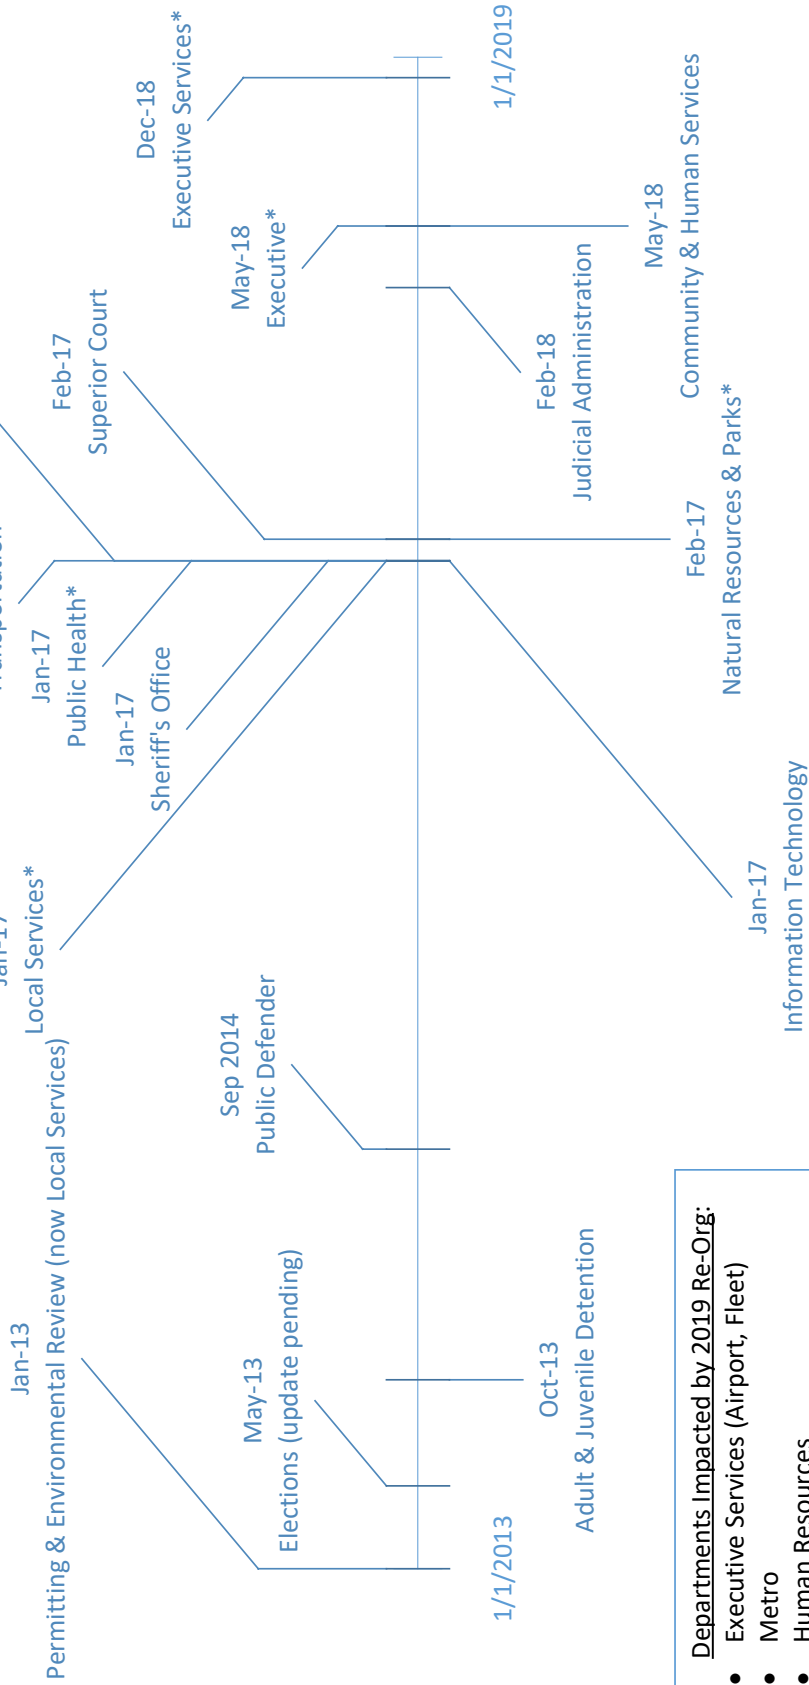 Jan-13
Permitting & Environmental Review (now Local Services)
Local Services*
Jan-17
Public Health*
Jan-17
Sheriff's Office
Feb-17
Superior Court
Dec-18
Executive Services*
May-18
Executive*
Sep 2014
Public Defender
May-13
Elections (update pending)
1/1/2013
1/1/2019
Oct-13
Adult & Juvenile Detention
Feb-18
Judicial Administration
May-18
Community & Human Services
Feb-17
Natural Resources & Parks*
Jan-17
Information Technology
Departments Impacted by 2019 Re-Org:
• Executive Services (Airport, Fleet)
• Metro
• Human Resources